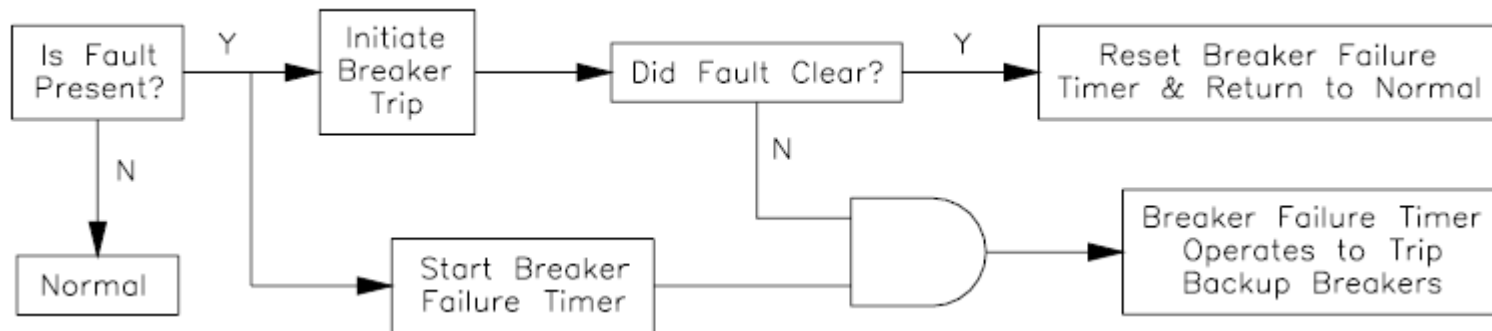 Is Fault
Present?
Y
Initiate
Breaker
Trip
Did Fault Clear?
Y
Reset Breaker Failure
Timer & Return to Normal
N
N
Normal
Start Breaker
Failure Timer
Breaker Failure Timer
Operates to Trip
Backup Breakers